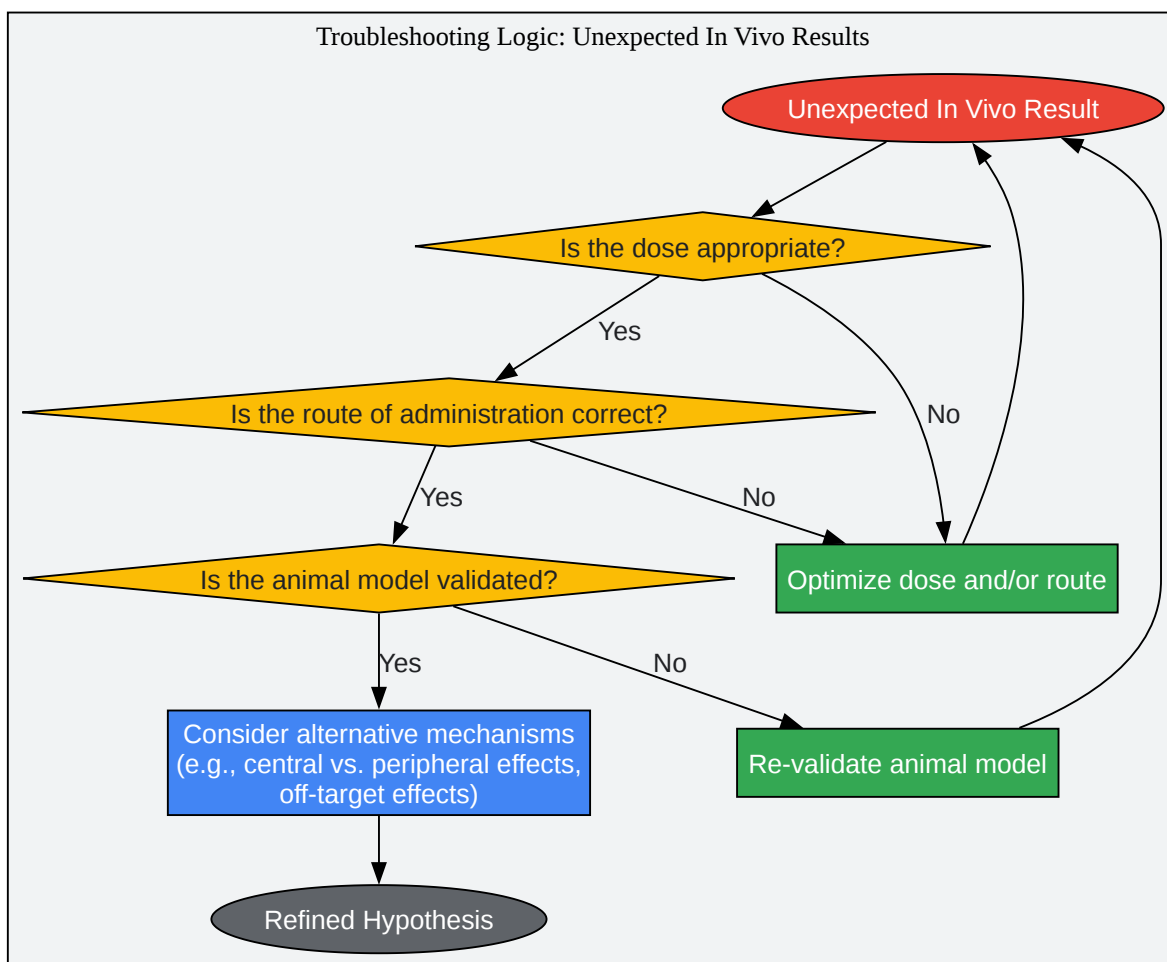 Troubleshooting Logic: Unexpected In Vivo Results
Unexpected In Vivo Result
Is the dose appropriate?
Yes
Is the route of administration correct?
No
Yes
No
Is the animal model validated?
Optimize dose and/or route
Yes
No
Consider alternative mechanisms
(e.g., central vs. peripheral effects,
off-target effects)
Re-validate animal model
Refined Hypothesis